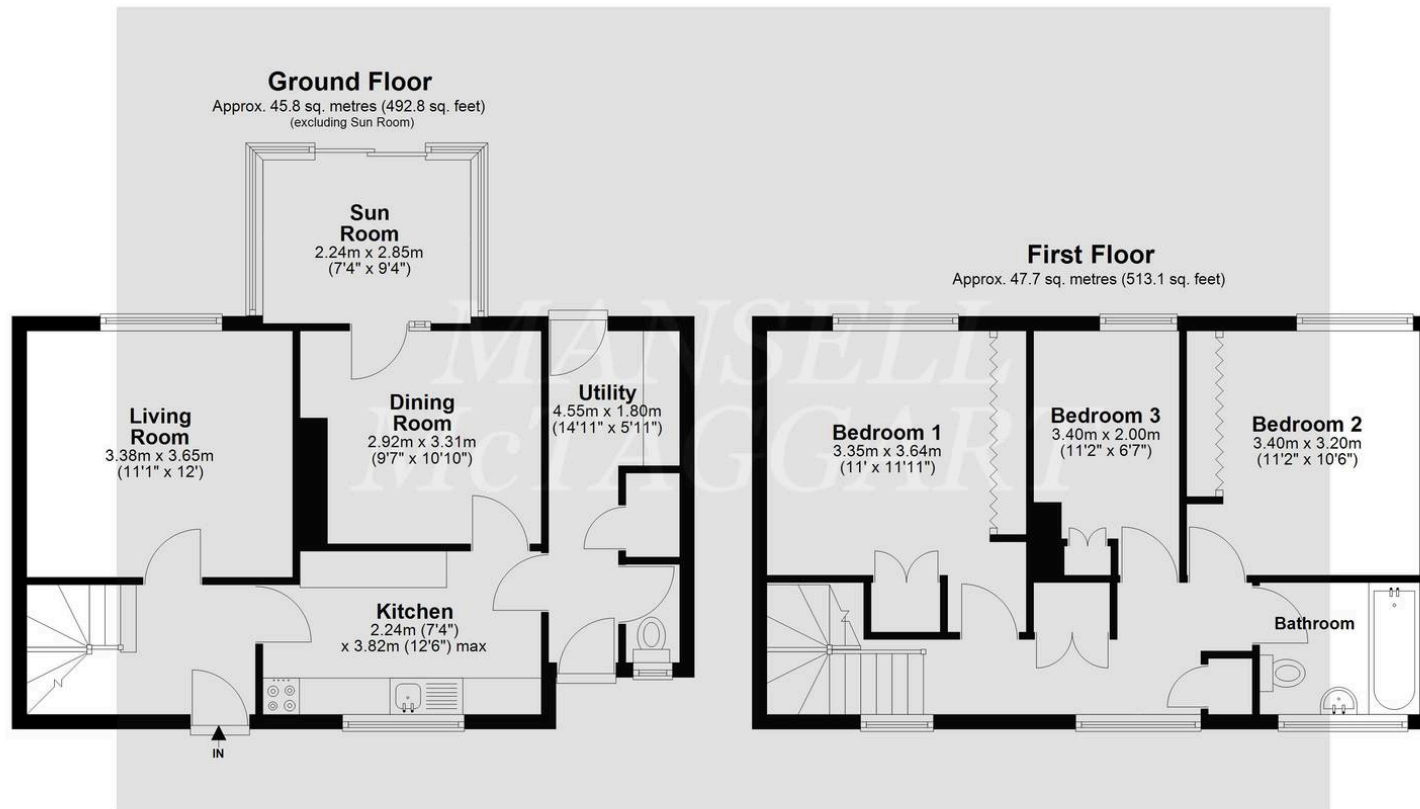 Ground Floor
Approx. 45.8 sq. metres (492.8 sq. feet)
(excluding Sun Room)
Sun
Room
2.24m x 2.85m
(7'4" x 9'4")
Living
Room
3.38m x 3.65m
(11'1" x 12')
Dining
Room
2.92m x 3.31m
(9'7" x 10'10")
Utility
4.55m x 1.80m
(14'11" x 5'11")
Kitchen
2.24m (7'4")
x 3.82m (12'6") max
IN
First Floor
Approx. 47.7 sq. metres (513.1 sq. feet)
Bedroom 1
3.35m x 3.64m
(11' x 11'11")
Bedroom 3
3.40m x 2.00m
(11'2" x 6'7")
Bedroom 2
3.40m x 3.20m
(11'2" x 10'6")
Bathroom
MANSELL
McTAGGART